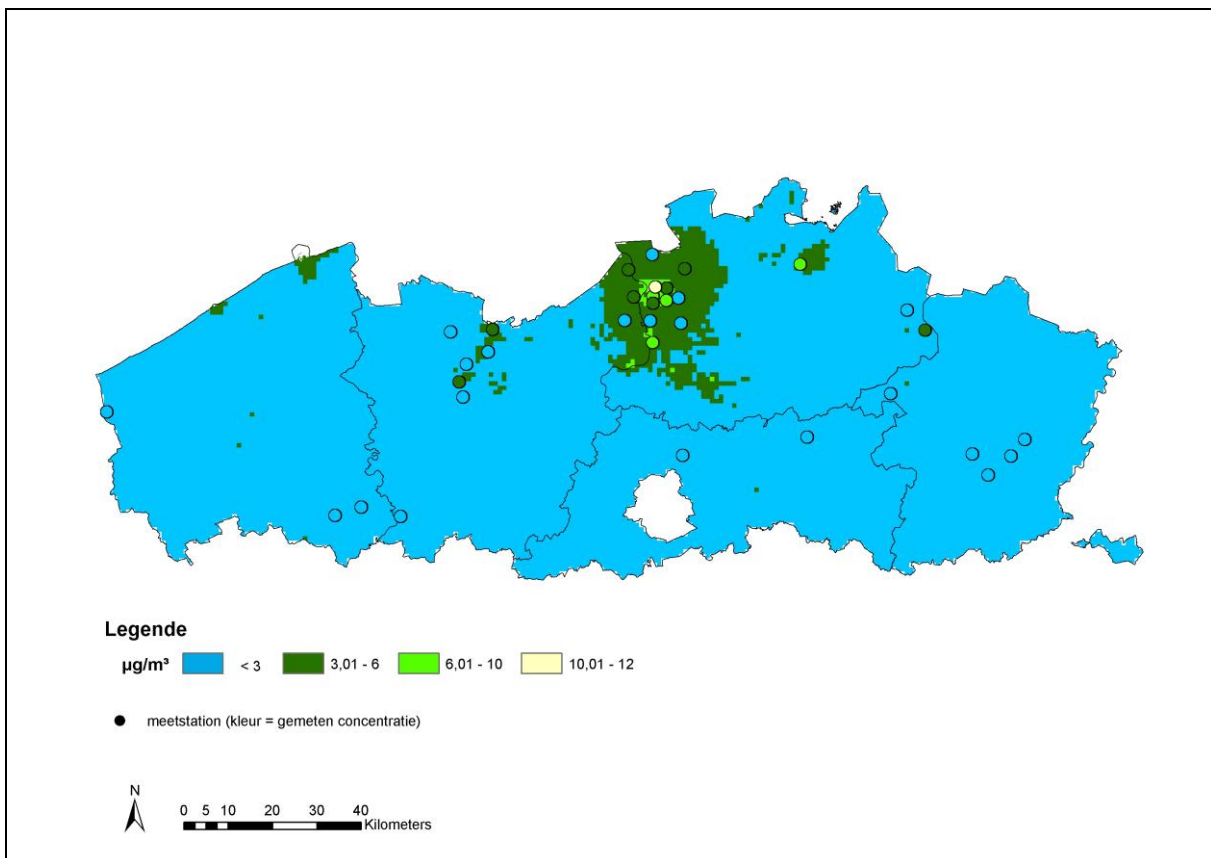 Legende
µg/m³ < 3 3,01 - 6 6,01 - 10 10,01 - 12
meetstation (kleur = gemeten concentratie)
N
0 5 10 20 30 40
Kilometers